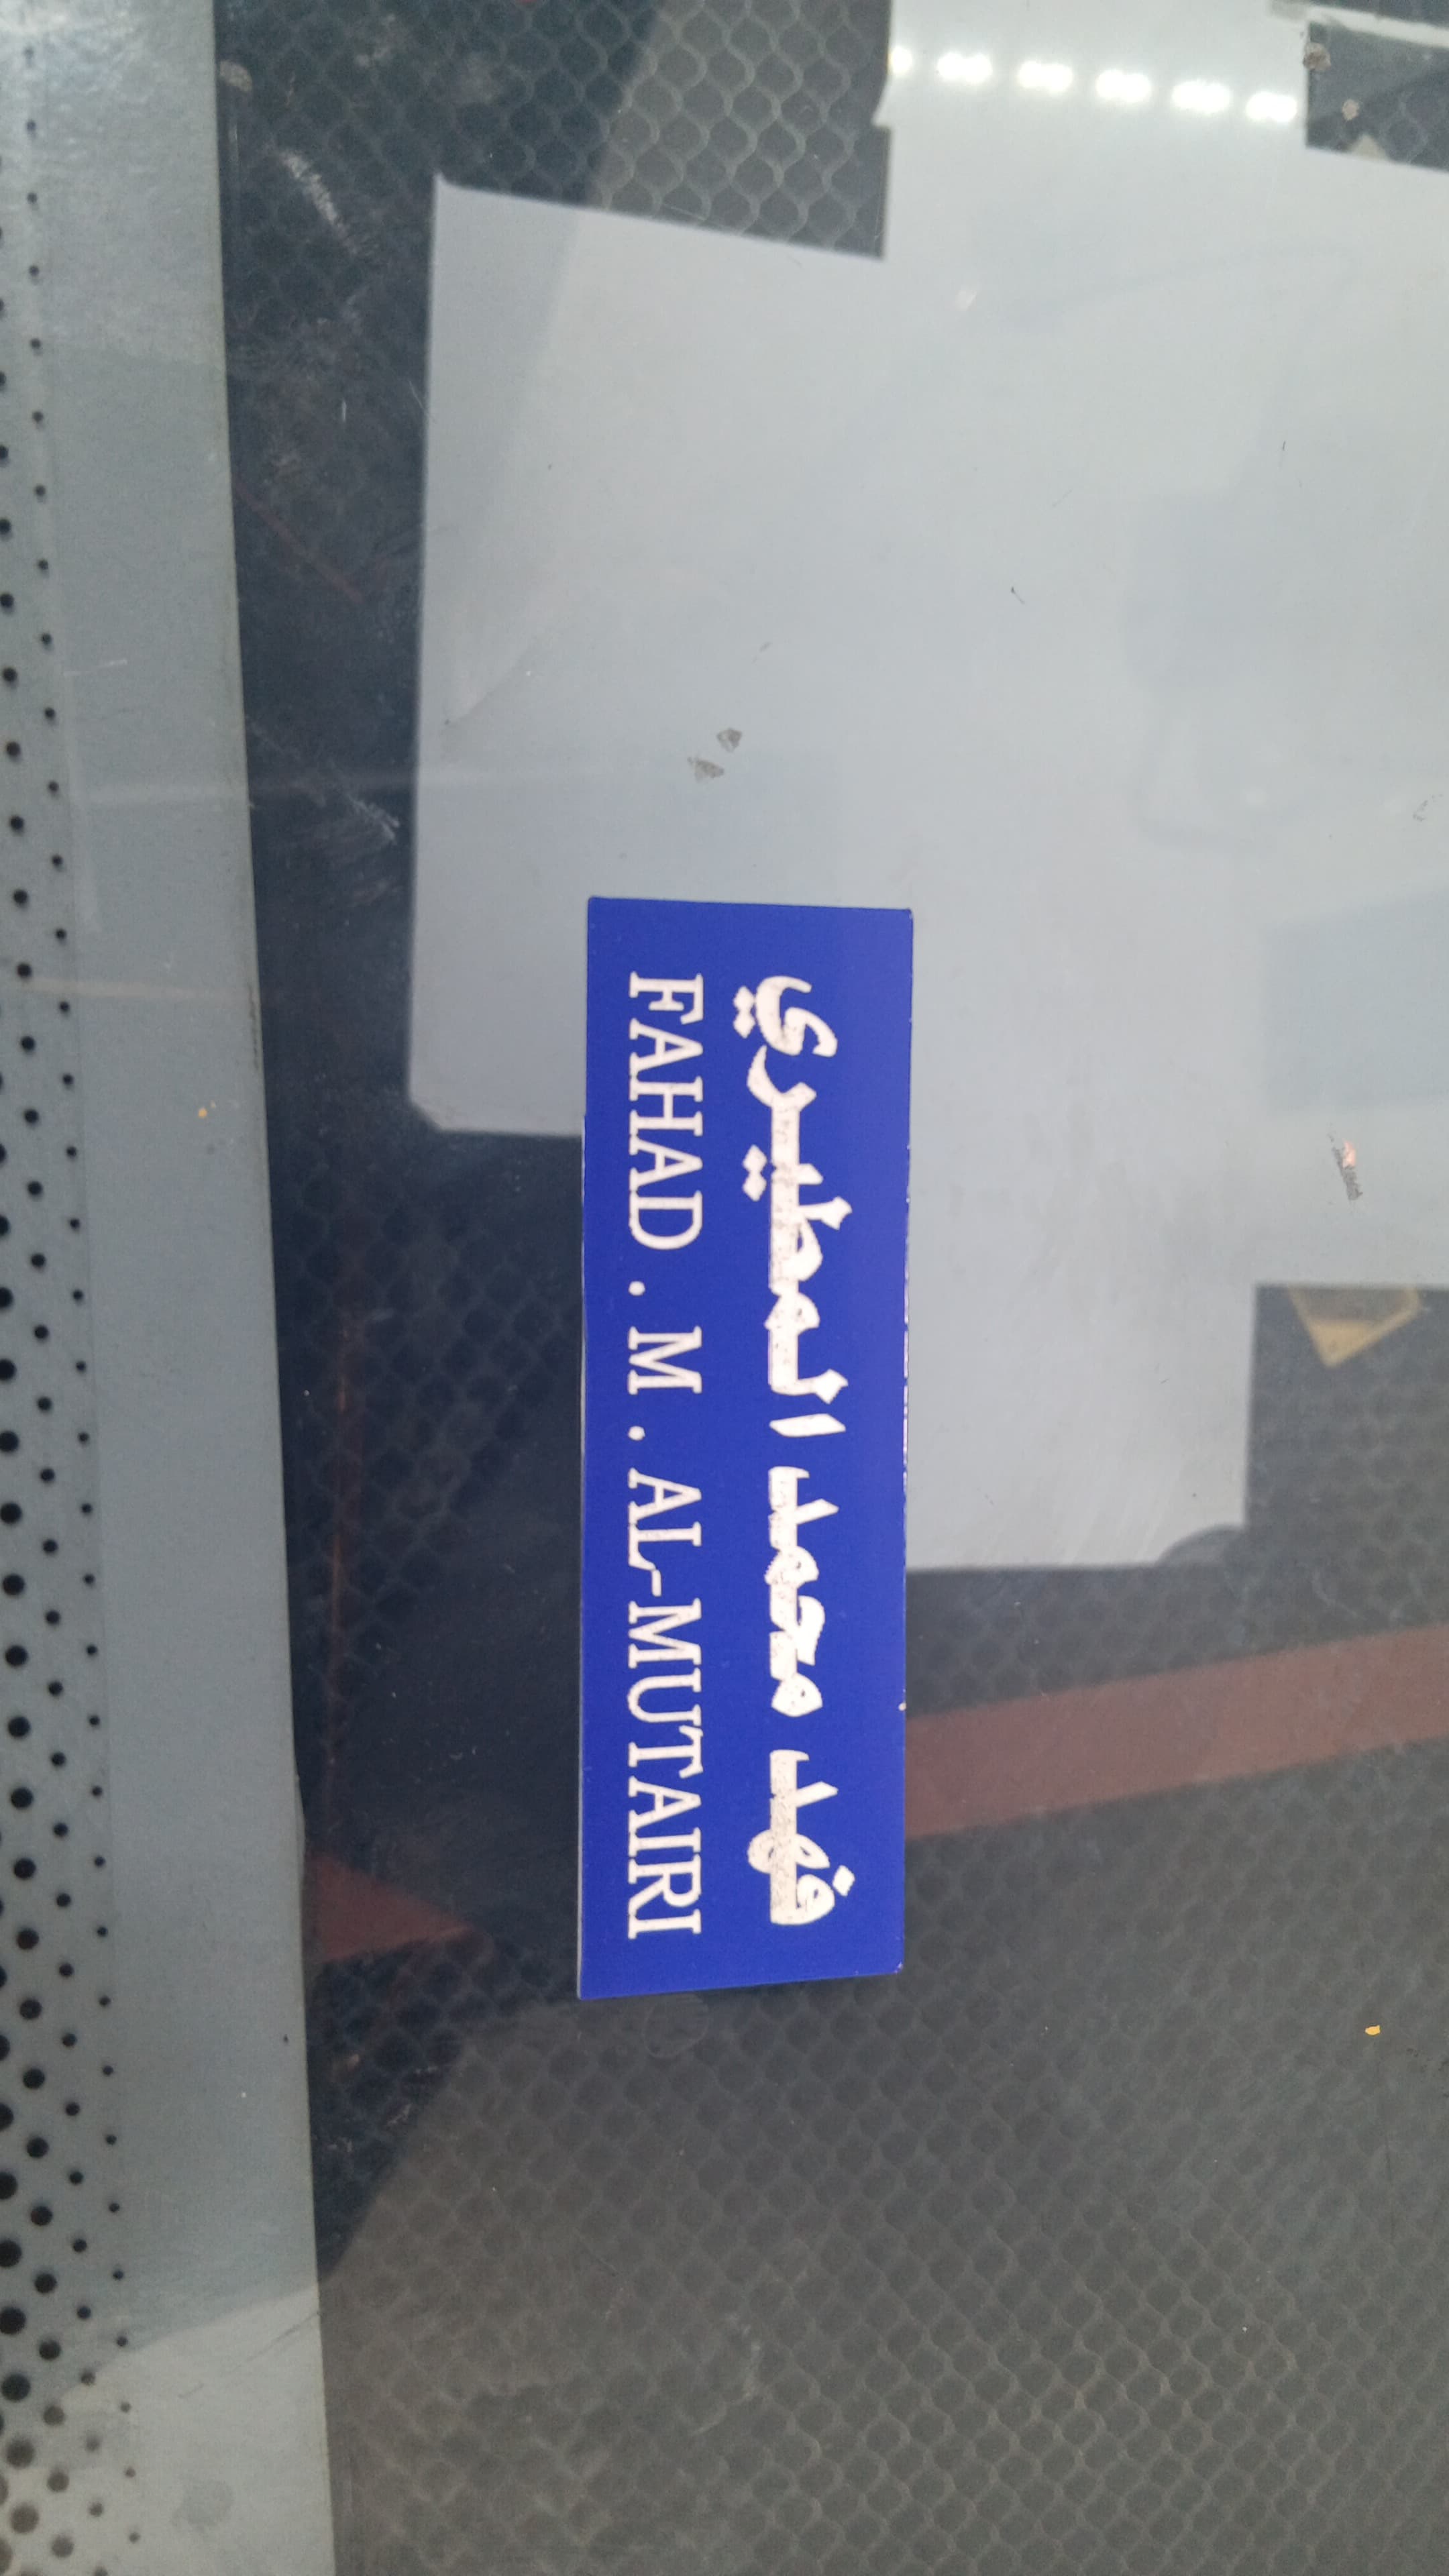 فهد محمد المطيري
FAHAD . M . AL-MUTAIRI